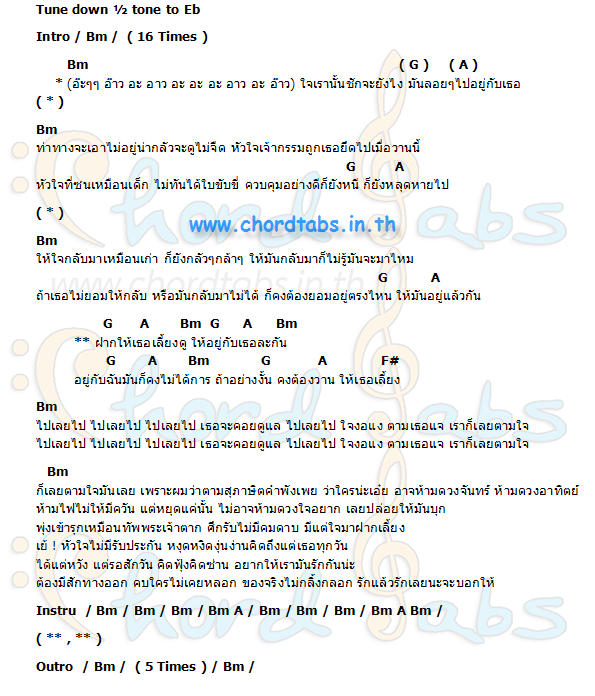 Tune down ½ tone to Eb
Intro / Bm / ( 16 Times )
Bm ( G ) ( A )
* (อ๊ะๆๆ อ๊าว อะ อาว อะ อะ อะ อาว อะ อ๊าว) ใจเรานั้นชักจะยังไง มันลอยๆไปอยู่กับเธอ
( * )
Bm
ท่าทางจะเอาไม่อยู่น่ากลัวจะดูไม่จืด หัวใจเจ้ากรรมถูกเธอยึดไปเมื่อวานนี้
G A
หัวใจที่ซนเหมือนเด็ก ไม่ทันได้ใบขับขี่ ควบคุมอย่างดีก็ยังหนี ก็ยังหลุดหายไป
( * )
www.chordtabs.in.th
Bm
ให้ใจกลับมาเหมือนเก่า ก็ยังกลัวๆกล้าๆ ให้มันกลับมาก็ไม่รู้มันจะมาไหม
www.chordtabs.in.th
G A
ถ้าเธอไม่ยอมให้กลับ หรือมันกลับมาไม่ได้ ก็คงต้องยอมอยู่ตรงไหน ให้มันอยู่แล้วกัน
G A Bm G A Bm
** ฝากให้เธอเลี้ยงดู ให้อยู่กับเธอละกัน
G A Bm G A F#
อยู่กับฉันมันก็คงไม่ได้การ ถ้าอย่างงั้น คงต้องวาน ให้เธอเลี้ยง
Bm
ไปเลยไป ไปเลยไป ไปเลยไป เธอจะคอยดูแล ไปเลยไป ใจงอแง ตามเธอแจ เราก็เลยตามใจ
ไปเลยไป ไปเลยไป ไปเลยไป เธอจะคอยดูแล ไปเลยไป ใจงอแง ตามเธอแจ เราก็เลยตามใจ
Bm
ก็เลยตามใจมันเลย เพราะผมว่าตามสุภาษิตคำพังเพย ว่าใครน่ะเอ๋ย อาจห้ามดวงจันทร์ ห้ามดวงอาทิตย์
ห้ามไฟไม่ให้มีควัน แต่หยุดแค่นั้น ไม่อาจห้ามดวงใจอยาก เลยปล่อยให้มันบุก
พุ่งเข้ารุกเหมือนทัพพระเจ้าตาก ศึกรับไม่มีคมดาบ มีแต่ใจมาฝากเลี้ยง
เย้ ! หัวใจไม่มีรับประกัน หงุดหงิดงุ่นง่านคิดถึงแต่เธอทุกวัน
ได้แต่หวัง แต่รอสักวัน คิดฟุ้งคิดซ่าน อยากให้เรามันรักกันน่ะ
ต้องมีสักทางออก คบใครไม่เคยหลอก ของจริงไม่กลิ้งกลอก รักแล้วรักเลยนะจะบอกให้
Instru / Bm / Bm / Bm / Bm A / Bm / Bm / Bm / Bm A Bm /
( ** , ** )
Outro / Bm / ( 5 Times ) / Bm /